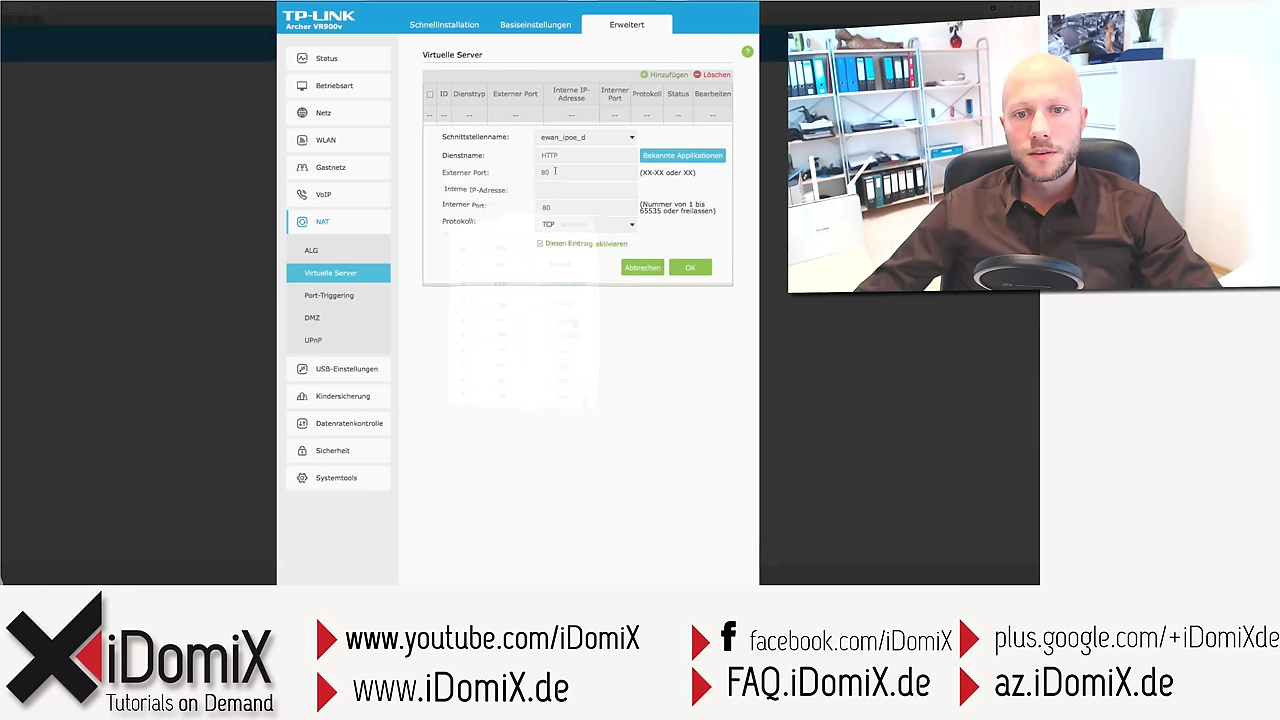 TP-LINK
Archer VR900v
Schnellinstallation
Basiseinstellungen
Erweitert
Status
Betriebsart
Netz
WLAN
Gastnetz
VoIP
NAT
ALG
Virtuelle Server
Port-Triggering
DMZ
UPnP
USB-Einstellungen
Kindersicherung
Datenratenkontrolle
Sicherheit
Systemtools
Virtuelle Server
?
Hinzufügen
Löschen
ID
Diensttyp
Externer Port
Interne IP-
Adresse
Interner
Port
Protokoll
Status
Bearbeiten
-- -- -- -- -- -- -- -- --
Schnittstellenname:
ewan_ipoe_d
Dienstname:
HTTP
Bekannte Applikationen
Externer Port:
80
(XX-XX oder XX)
Interne IP-Adresse:
Interner Port:
80
(Nummer von 1 bis
65535 oder freilassen)
Protokoll:
TCP
Diesen Eintrag aktivieren
Abbrechen
OK
iDomiX
Tutorials on Demand
www.youtube.com/iDomiX
www.iDomiX.de
f facebook.com/iDomiX
FAQ.iDomiX.de
plus.google.com/+iDomiXde
az.iDomiX.de